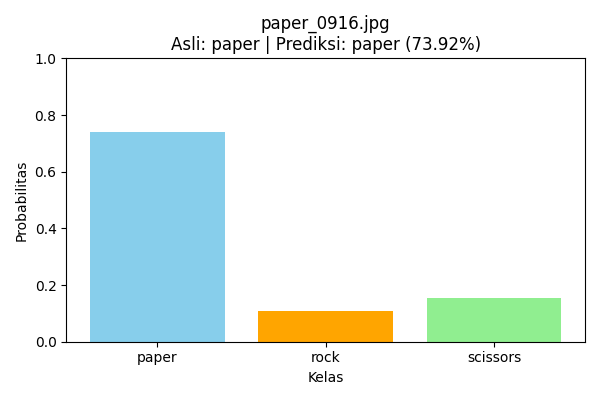 paper_0916.jpg
Asli: paper | Prediksi: paper (73.92%)
1.0
0.8
0.6
0.4
0.2
0.0
Probabilitas
paper rock scissors
Kelas